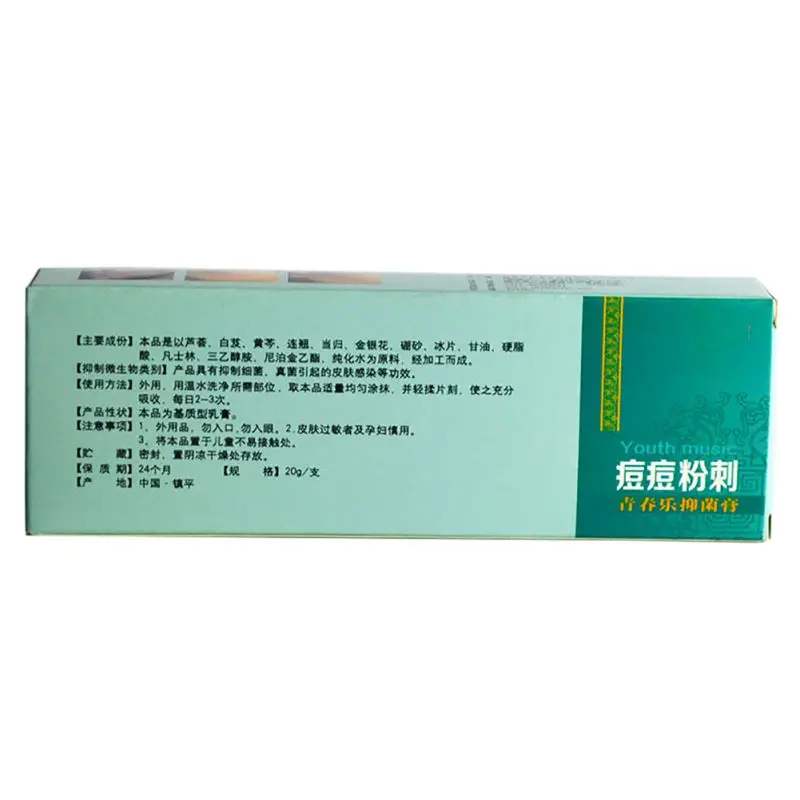 【主要成份】本品是以芦荟、白芨、黄芩、连翘、当归、金银花、硼砂、冰片、甘油、硬脂
酸、凡士林、三乙醇胺、尼泊金乙酯、纯化水为原料，经加工而成。
【抑制微生物类别】产品具有抑制细菌、真菌引起的皮肤感染等功效。
【使用方法】外用，用温水洗净所需部位，取本品适量均匀涂抹，并轻揉片刻，使之充分
吸收，每日2-3次。
【产品性状】本品为基质型乳膏。
【注意事项】1、外用品，勿入口，勿入眼。2、皮肤过敏者及孕妇慎用。
3、将本品置于儿童不易接触处。
【贮 藏】密封、置阴凉干燥处存放。
【保 质 期】24个月 【规 格】20g/支
【产 地】中国·镇平
Youth music
痘痘粉刺
青春乐抑菌膏